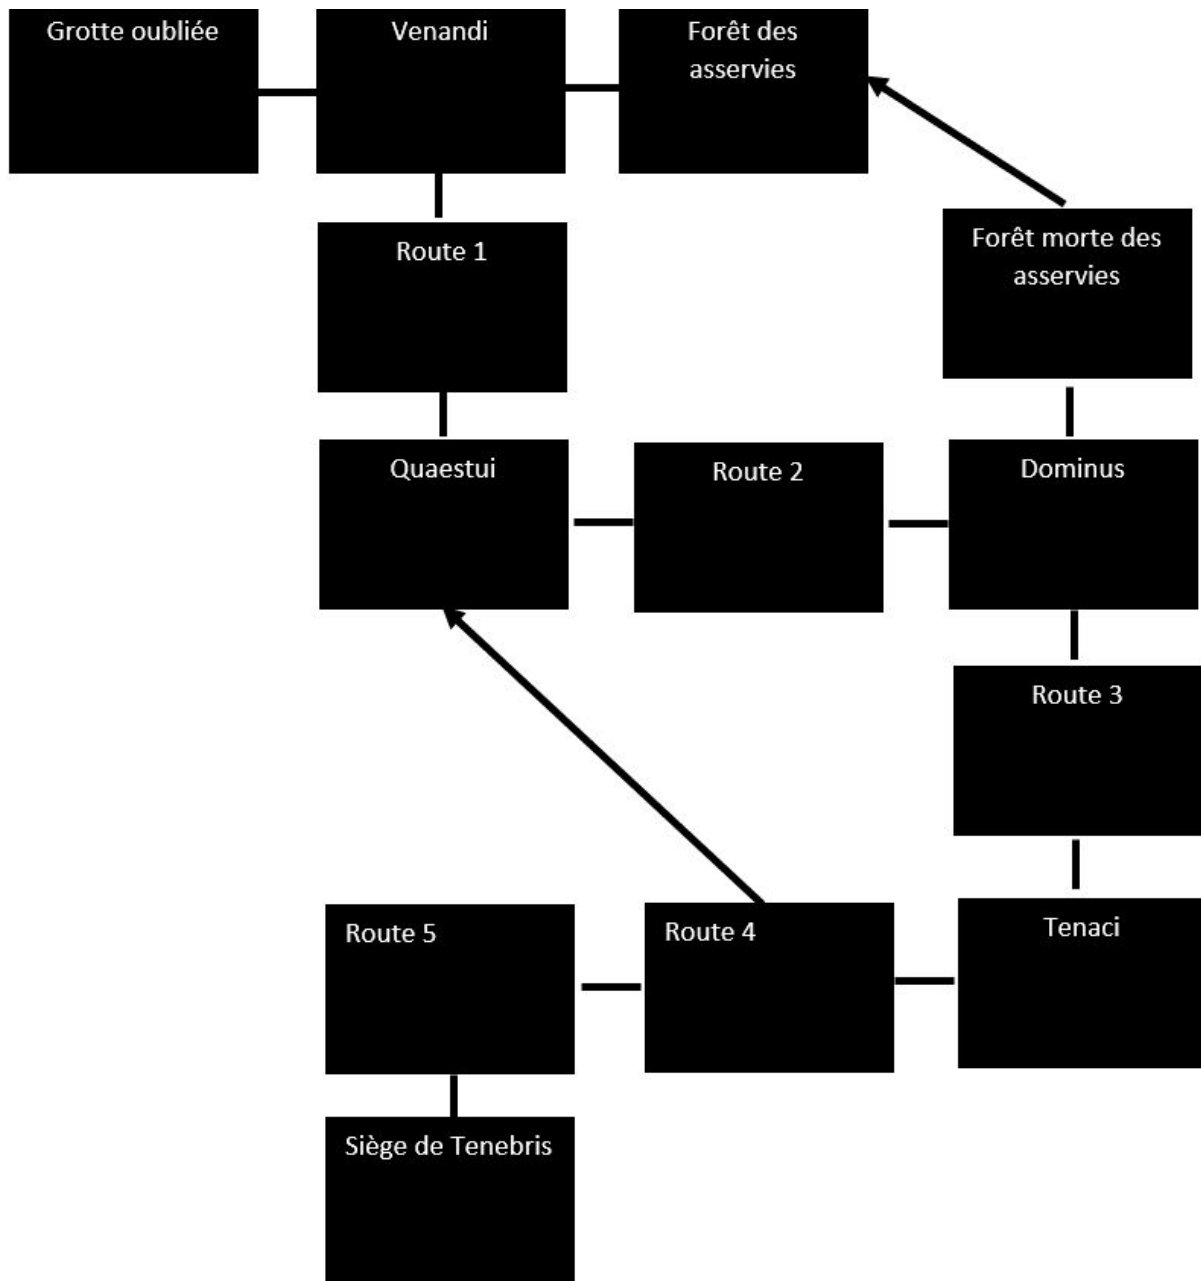 Grotte oubliée
Venandi
Forêt des
asservies
Forêt morte des
asservies
Route 1
Quaestui
Route 2
Dominus
Route 3
Route 5
Route 4
Tenaci
Siège de Tenebris